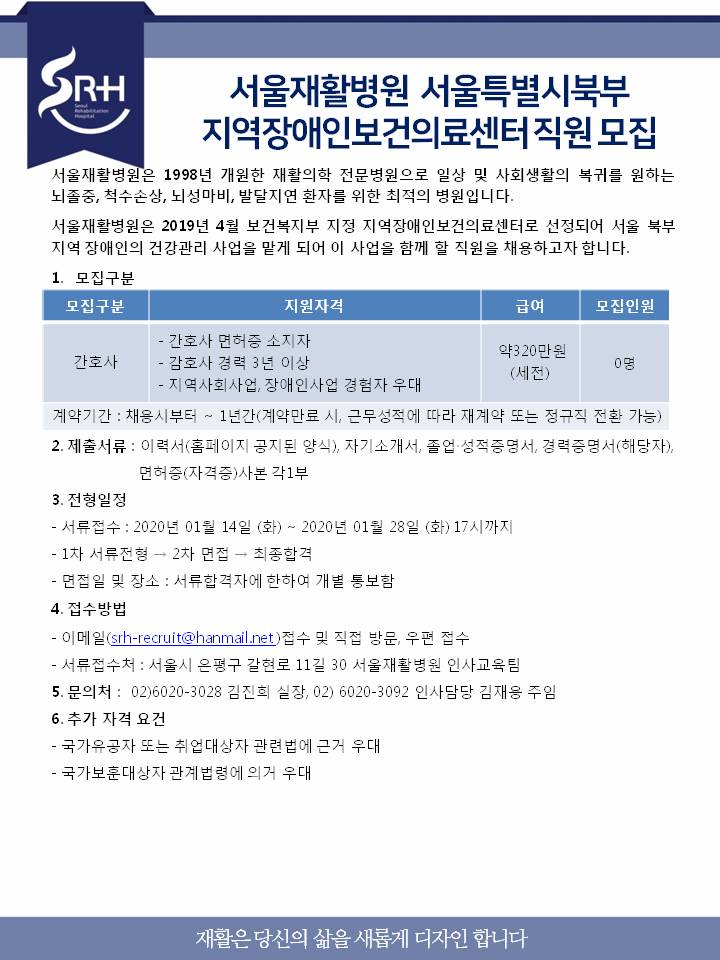 SRH
Seoul
Rehabilitation
Hospital
서울재활병원 서울특별시북부
지역장애인보건의료센터 직원 모집
서울재활병원은 1998년 개원한 재활의학 전문병원으로 일상 및 사회생활의 복귀를 원하는
뇌졸중, 척수손상, 뇌성마비, 발달지연 환자를 위한 최적의 병원입니다.
서울재활병원은 2019년 4월 보건복지부 지정 지역장애인보건의료센터로 선정되어 서울 북부
지역 장애인의 건강관리 사업을 맡게 되어 이 사업을 함께 할 직원을 채용하고자 합니다.
1. 모집구분
모집구분 지원자격 급여 모집인원
간호사
- 간호사 면허증 소지자
- 감호사 경력 3년 이상
- 지역사회사업, 장애인사업 경험자 우대
약320만원
(세전)
0명
계약기간 : 채용시부터 ~ 1년간(계약만료 시, 근무성적에 따라 재계약 또는 정규직 전환 가능)
2. 제출서류 : 이력서(홈페이지 공지된 양식), 자기소개서, 졸업·성적증명서, 경력증명서(해당자),
면허증(자격증)사본 각1부
3. 전형일정
- 서류접수 : 2020년 01월 14일 (화) ~ 2020년 01월 28일 (화) 17시까지
- 1차 서류전형 → 2차 면접 → 최종합격
- 면접일 및 장소 : 서류합격자에 한하여 개별 통보함
4. 접수방법
- 이메일(srh-recruit@hanmail.net )접수 및 직접 방문, 우편 접수
- 서류접수처 : 서울시 은평구 갈현로 11길 30 서울재활병원 인사교육팀
5. 문의처 : 02)6020-3028 김진희 실장, 02) 6020-3092 인사담당 김재웅 주임
6. 추가 자격 요건
- 국가유공자 또는 취업대상자 관련법에 근거 우대
- 국가보훈대상자 관계법령에 의거 우대
재활은 당신의 삶을 새롭게 디자인 합니다